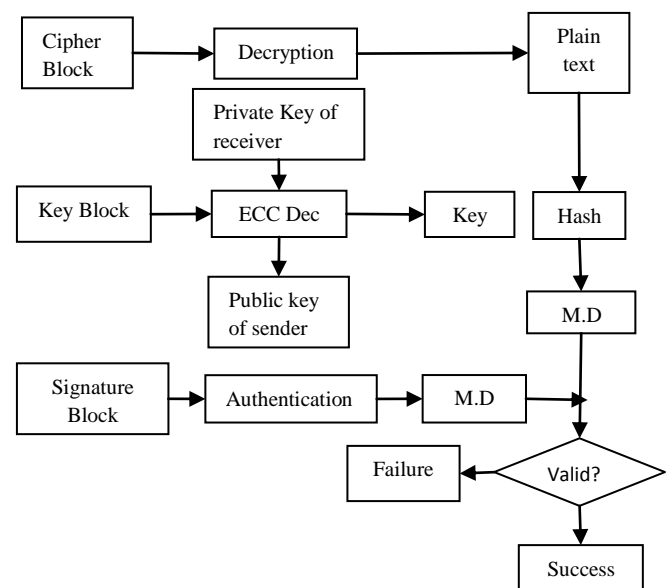 Cipher
Block
Decryption
Plain
text
Private Key of
receiver
Key Block
ECC Dec
Key
Hash
Public key
of sender
M.D
Signature
Block
Authentication
M.D
Failure
Valid?
Success